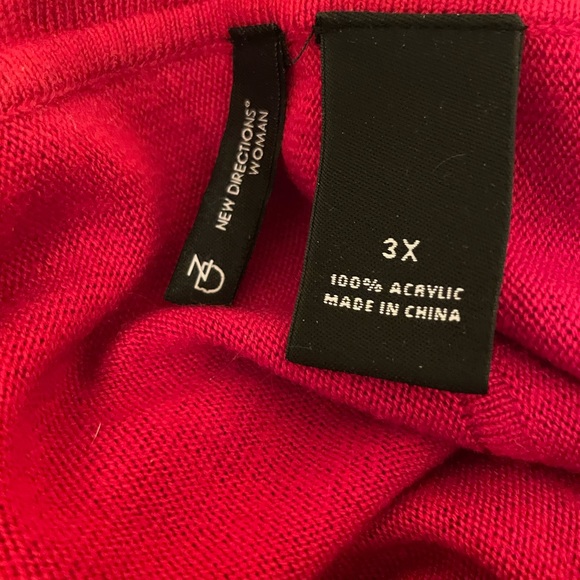 NEW DIRECTIONS®
WOMAN
ND
3X
100% ACRYLIC
MADE IN CHINA